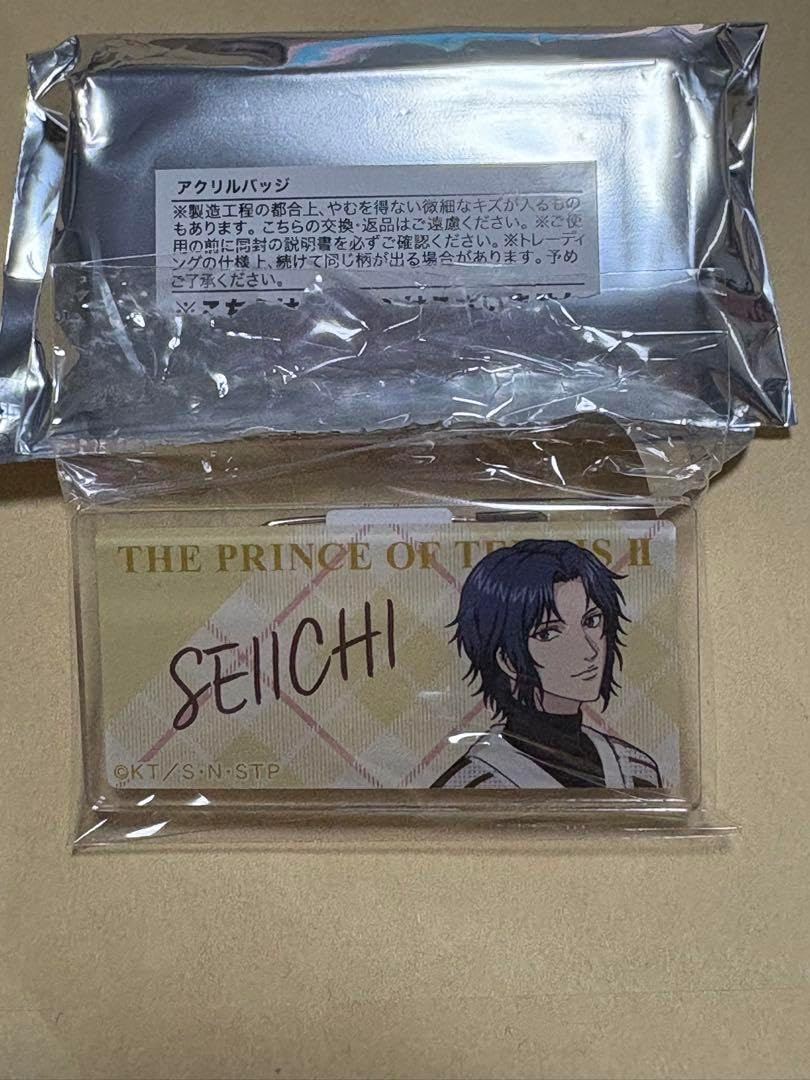 アクリルバッジ
※製造工程の都合上、やむを得ない微細なキズが入るもの
もあります。こちらの交換・返品はご遠慮ください。※ご使
用の前に同封の説明書を必ずご確認ください。※トレーディ
ングの仕様上、続けて同じ柄が出る場合があります。予め
ご了承ください。
THE PRINCE OF TENNIS II
SEIICHI
©KT/S・N・STP